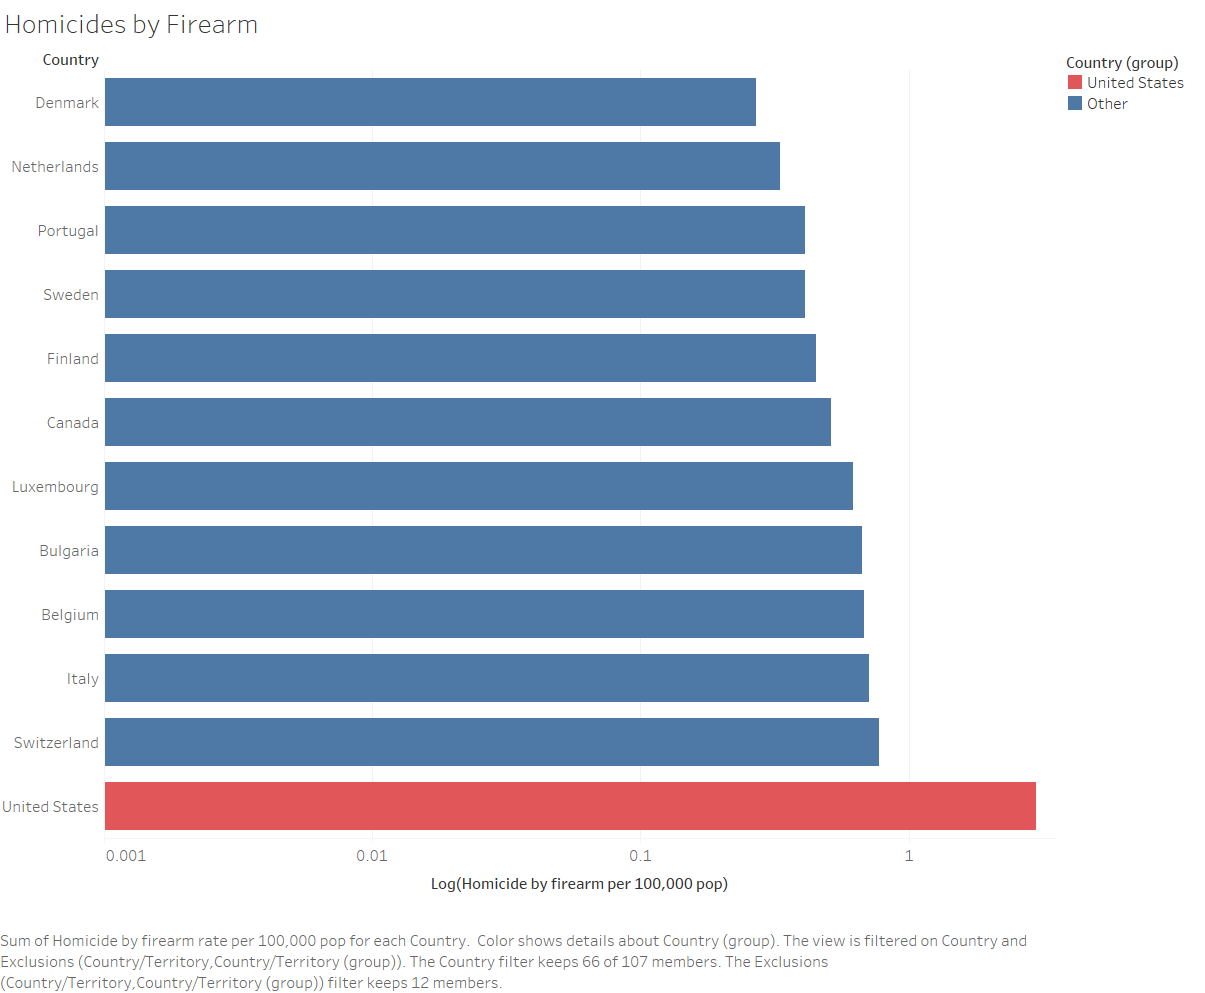 Homicides by Firearm
Country
Country (group)
United States
Other
Denmark
Netherlands
Portugal
Sweden
Finland
Canada
Luxembourg
Bulgaria
Belgium
Italy
Switzerland
United States
0.001 0.01 0.1 1
Log(Homicide by firearm per 100,000 pop)
Sum of Homicide by firearm rate per 100,000 pop for each Country.  Color shows details about Country (group). The view is filtered on Country and
Exclusions (Country/Territory,Country/Territory (group)). The Country filter keeps 66 of 107 members. The Exclusions
(Country/Territory,Country/Territory (group)) filter keeps 12 members.